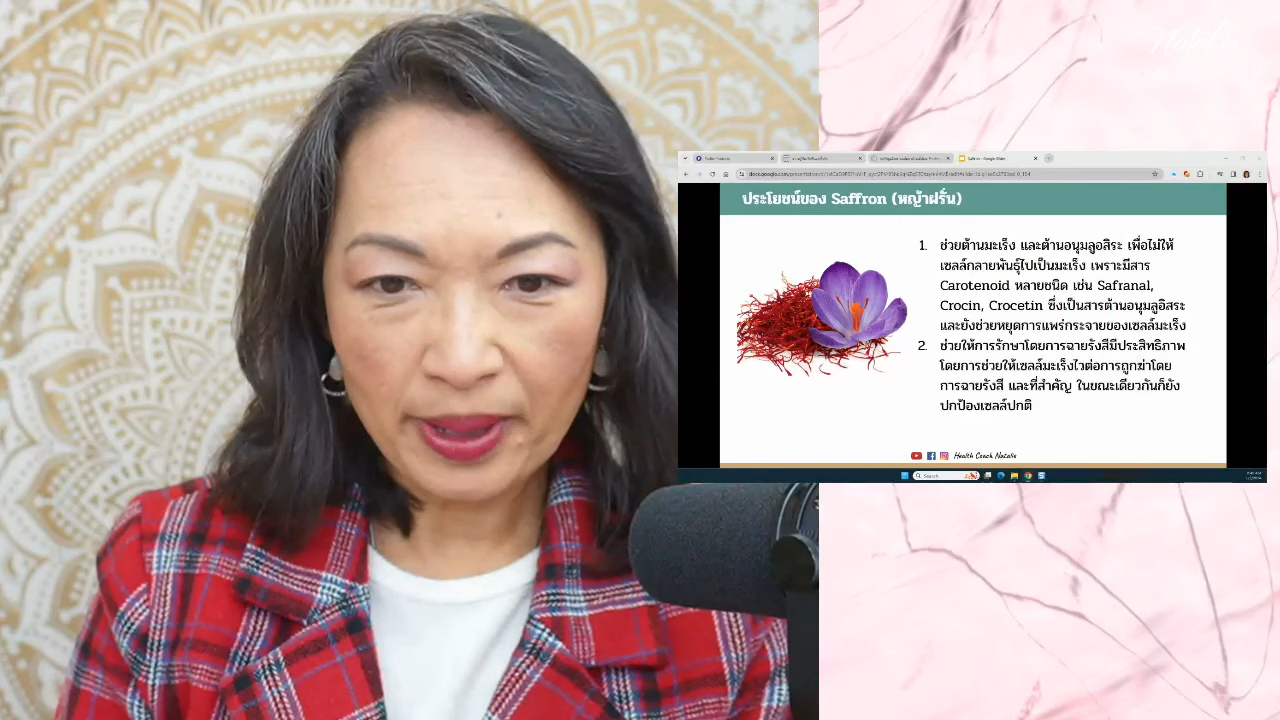 Natalie
Saffron - Google Slides
ประโยชน์ของ Saffron (หญ้าฝรั่น)
1. ช่วยต้านมะเร็ง และต้านอนุมูลอสิระ เพื่อไม่ให้
เซลล์กลายพันธุ์ไปเป็นมะเร็ง เพราะมีสาร
Carotenoid หลายชนิด เช่น Safranal,
Crocin, Crocetin ซึ่งเป็นสารต้านอนุมูลอิสระ
และยังช่วยหยุดการแพร่กระจายของเซลล์มะเร็ง
2. ช่วยให้การรักษาโดยการฉายรังสีมีประสิทธิภาพ
โดยการช่วยให้เซลล์มะเร็งไวต่อการถูกฆ่าโดย
การฉายรังสี และที่สำคัญ ในขณะเดียวกันก็ยัง
ปกป้องเซลล์ปกติ
Health Coach Natalie
Search